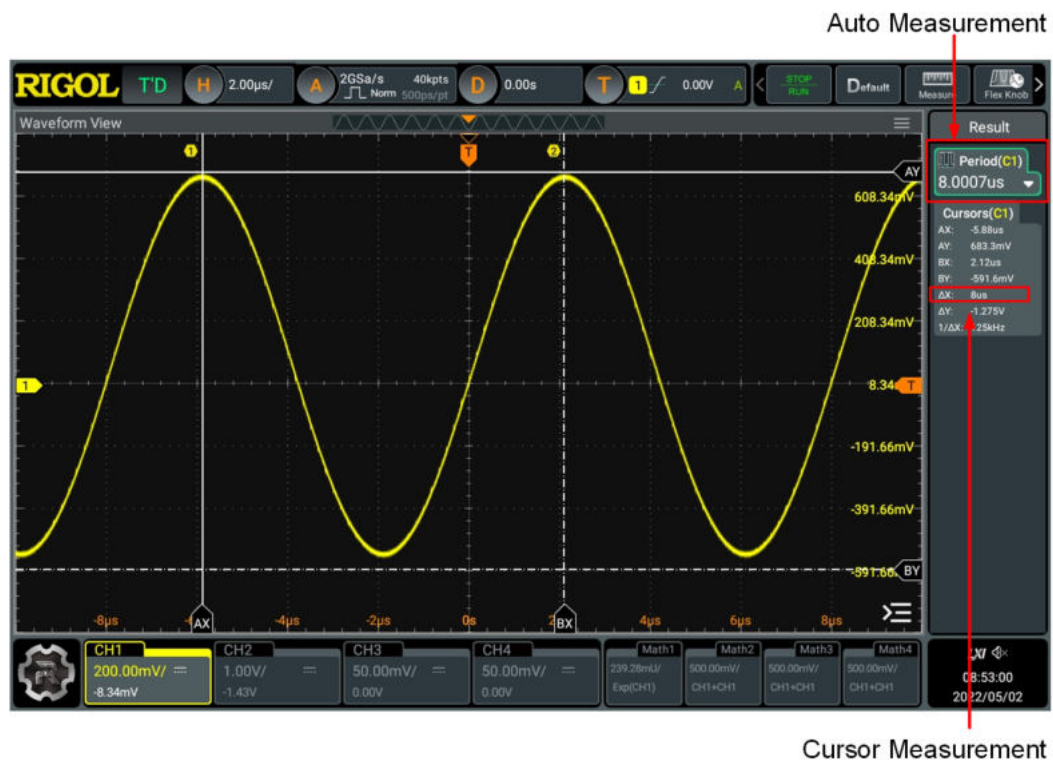 Auto Measurement
RIGOL T'D H 2.00μs/ A 2GSa/s 40kpts Norm 500ps/pt D 0.00s T 1 0.00V A < STOP RUN Default Measure Flex Knob >
Waveform View
Result
1 T 2 AY
Period(C1)
8.0007us
608.34mV
Cursors(C1)
AX: -5.88us
AY: 683.3mV
408.34mV
BX: 2.12us
BY: -591.6mV
ΔX: 8us
ΔY: -1.275V
208.34mV
1/ΔX: 25kHz
1 8.34 T
-191.66mV
-391.66mV
-591.66 BY
-8μs AX -4μs -2μs 0s 2 BX 4μs 6μs 8μs
CH1 CH2 CH3 CH4 Math1 Math2 Math3 Math4
200.00mV/ 1.00V/ 50.00mV/ 50.00mV/ 239.28mU/ 500.00mV/ 500.00mV/ 500.00mV/
-8.34mV -1.43V 0.00V 0.00V Exp(CH1) CH1+CH1 CH1+CH1 CH1+CH1
08:53:00
2022/05/02
Cursor Measurement